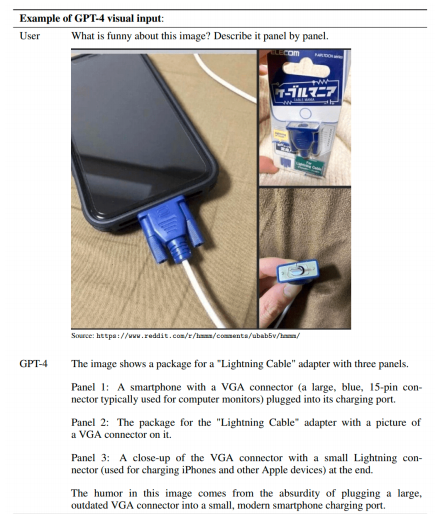 Example of GPT-4 visual input:
User What is funny about this image? Describe it panel by panel.
ELECOM
ケーブルマニア
CABLE MANIA
Lightning Cable
Source: https://www.reddit.com/r/hmmm/comments/ubab5v/hmmm/
GPT-4 The image shows a package for a "Lightning Cable" adapter with three panels.
Panel 1: A smartphone with a VGA connector (a large, blue, 15-pin con-
nector typically used for computer monitors) plugged into its charging port.
Panel 2: The package for the "Lightning Cable" adapter with a picture of
a VGA connector on it.
Panel 3: A close-up of the VGA connector with a small Lightning con-
nector (used for charging iPhones and other Apple devices) at the end.
The humor in this image comes from the absurdity of plugging a large,
outdated VGA connector into a small, modern smartphone charging port.